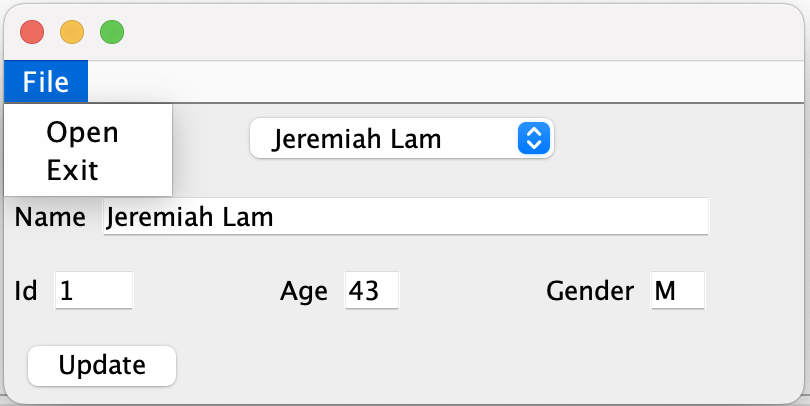 File
Open
Exit
Jeremiah Lam
Name Jeremiah Lam
Id 1 Age 43 Gender M
Update